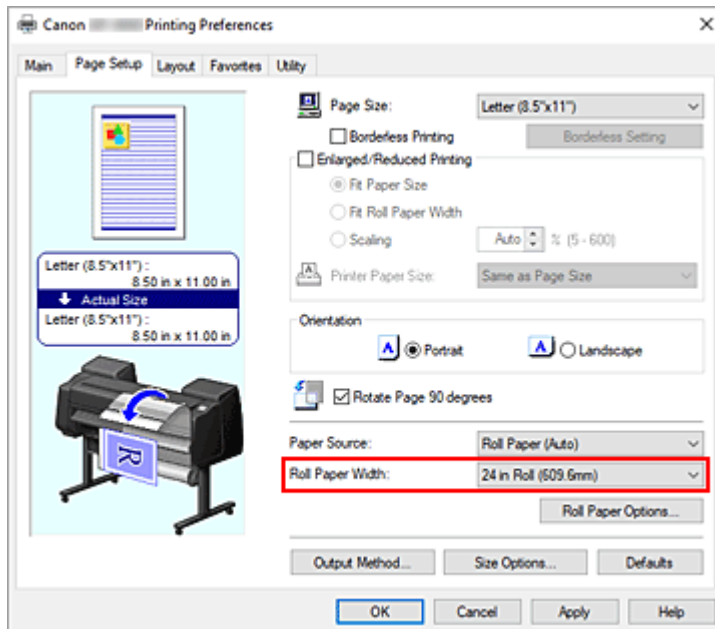 Canon Printing Preferences
Main Page Setup Layout Favorites Utility
Page Size: Letter (8.5"x11")
Borderless Printing Borderless Setting
Enlarged/Reduced Printing
Fit Paper Size
Fit Roll Paper Width
Scaling Auto % (5 - 600)
Printer Paper Size: Same as Page Size
Letter (8.5"x11") :
8.50 in x 11.00 in
Actual Size
Letter (8.5"x11") :
8.50 in x 11.00 in
Orientation
A Portrait A Landscape
Rotate Page 90 degrees
R
Paper Source: Roll Paper (Auto)
Roll Paper Width: 24 in Roll (609.6mm)
Roll Paper Options...
Output Method... Size Options... Defaults
OK Cancel Apply Help